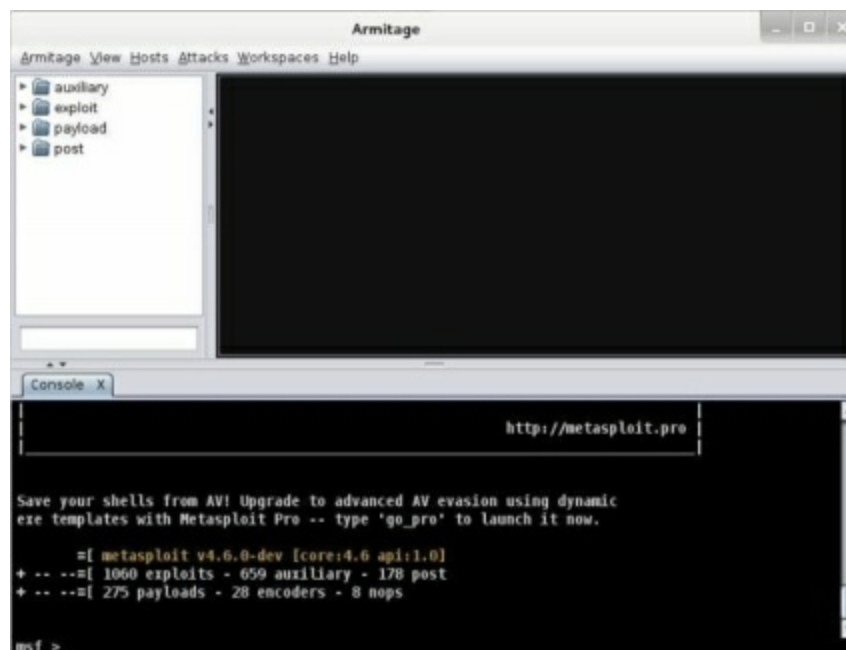 Armitage
Armitage View Hosts Attacks Workspaces Help
auxiliary
exploit
payload
post
Console X
http://metasploit.pro
Save your shells from AV! Upgrade to advanced AV evasion using dynamic
exe templates with Metasploit Pro -- type 'go_pro' to launch it now.
=[ metasploit v4.6.0-dev [core:4.6 api:1.0]
+ -- --=[ 1060 exploits - 659 auxiliary - 178 post
+ -- --=[ 275 payloads - 28 encoders - 8 nops
msf >